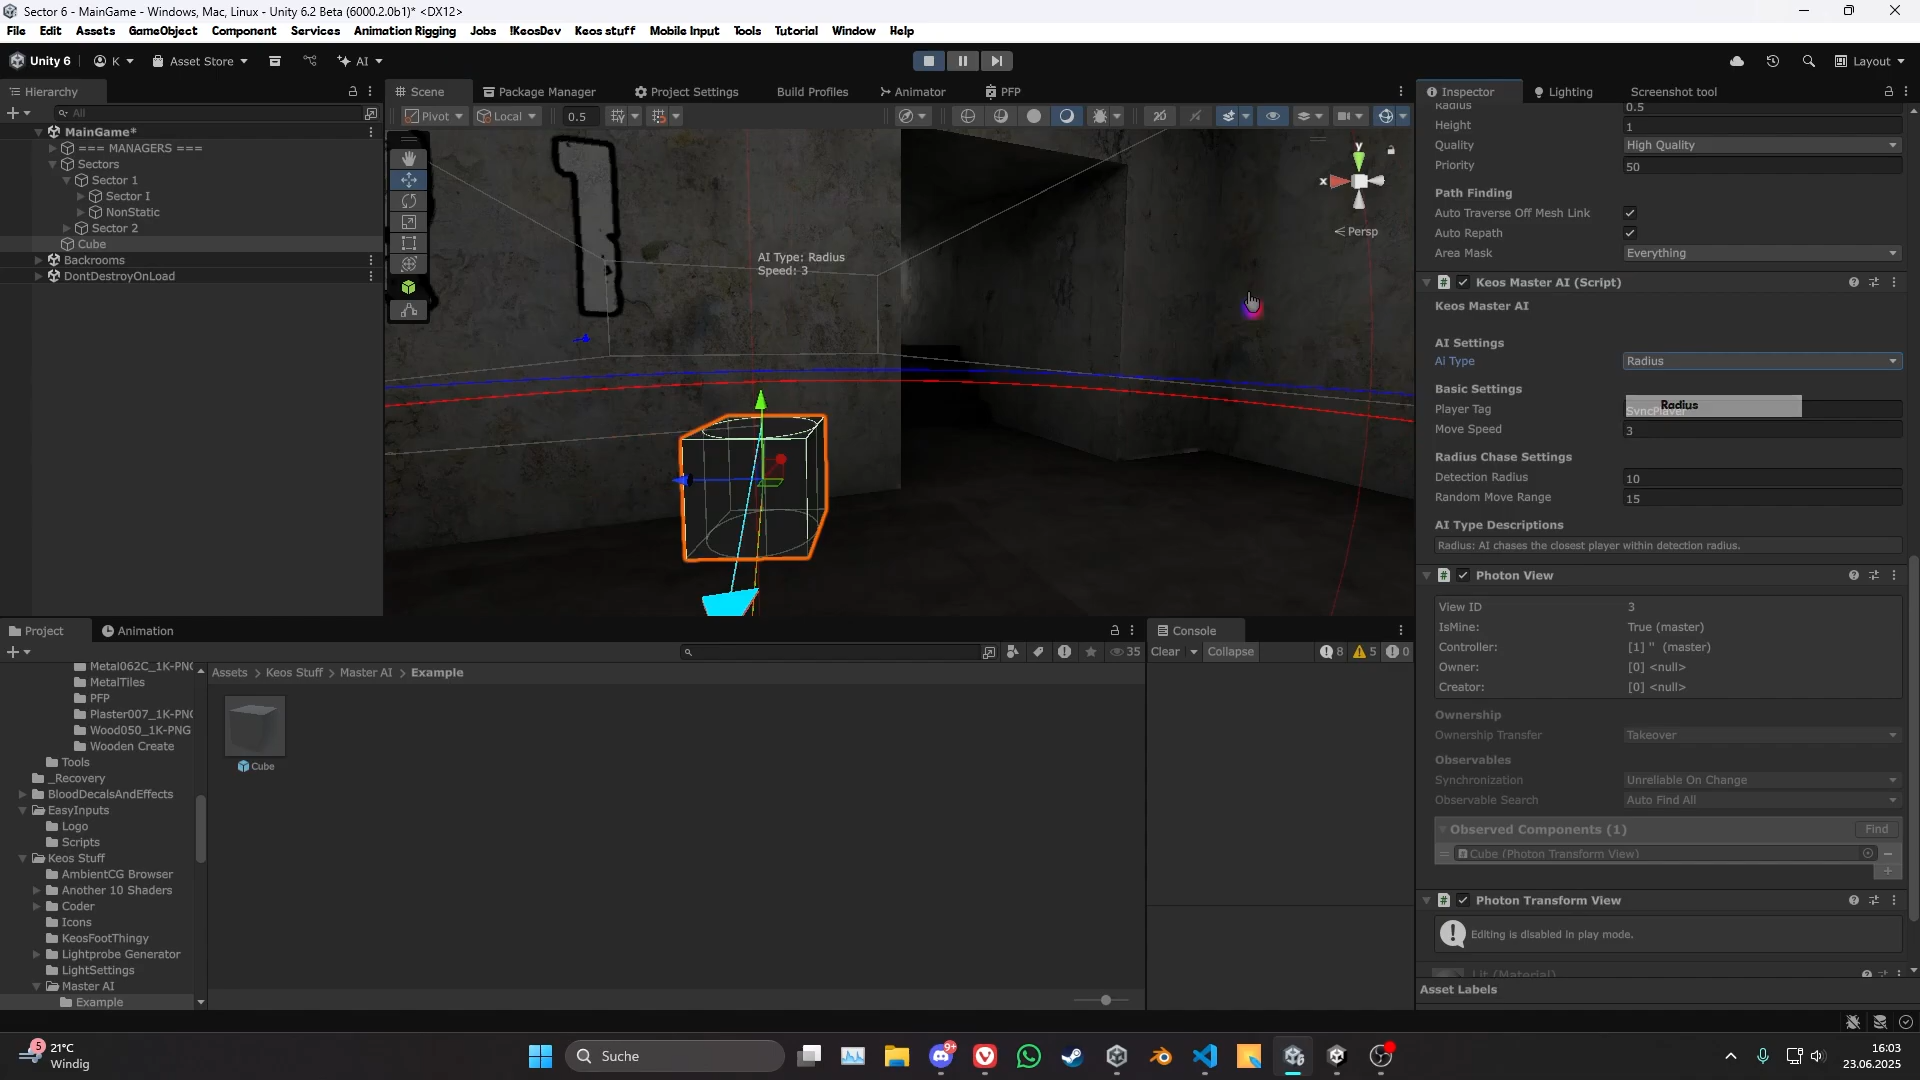 Sector 6 - MainGame - Windows, Mac, Linux - Unity 6.2 Beta (6000.2.0b1)* <DX12>
File Edit Assets GameObject Component Services Animation Rigging Jobs !KeosDev Keos stuff Mobile Input Tools Tutorial Window Help
Unity 6 K Asset Store AI Layout
Hierarchy
All
MainGame*
=== MANAGERS ===
Sectors
Sector 1
Sector I
NonStatic
Sector 2
Cube
Backrooms
DontDestroyOnLoad
Scene Package Manager Project Settings Build Profiles Animator PFP
Pivot Local 0.5 2D
1
AI Type: Radius
Speed: 3
y
x
Persp
Inspector Lighting Screenshot tool
Radius 0.5
Height 1
Quality High Quality
Priority 50
Path Finding
Auto Traverse Off Mesh Link
Auto Repath
Area Mask Everything
Keos Master AI (Script)
Keos Master AI
AI Settings
Ai Type Radius
Basic Settings
Player Tag SyncPlayer
Radius
Move Speed 3
Radius Chase Settings
Detection Radius 10
Random Move Range 15
AI Type Descriptions
Radius: AI chases the closest player within detection radius.
Photon View
View ID 3
IsMine: True (master)
Controller: [1] '' (master)
Owner: [0] <null>
Creator: [0] <null>
Ownership
Ownership Transfer Takeover
Observables
Synchronization Unreliable On Change
Observable Search Auto Find All
Observed Components (1) Find
Cube (Photon Transform View)
Photon Transform View
Editing is disabled in play mode.
Lit (Material)
Asset Labels
Project Animation
35
Metal062C_1K-PNG
MetalTiles
PFP
Plaster007_1K-PNG
Wood050_1K-PNG
Wooden Create
Tools
_Recovery
BloodDecalsAndEffects
EasyInputs
Logo
Scripts
Keos Stuff
AmbientCG Browser
Another 10 Shaders
Coder
Icons
KeosFootThingy
Lightprobe Generator
LightSettings
Master AI
Example
Assets > Keos Stuff > Master AI > Example
Cube
Console
Clear Collapse 8 5 0
5
21°C
Windig
Suche
9+
16:03
23.06.2025